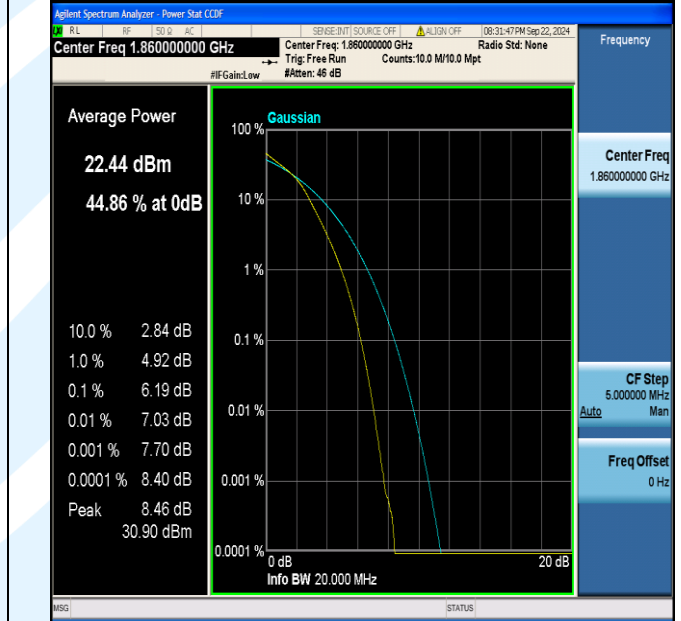 Agilent Spectrum Analyzer - Power Stat CCDF
RL RF 50 Ω AC SENSE:INT SOURCE OFF ALIGN OFF 08:31:47 PM Sep 22, 2024
Center Freq 1.860000000 GHz
Center Freq: 1.860000000 GHz Radio Std: None
Trig: Free Run Counts:10.0 M/10.0 Mpt
#IFGain:Low #Atten: 46 dB
Frequency
Center Freq
1.860000000 GHz
CF Step
5.000000 MHz
Auto Man
Freq Offset
0 Hz
Average Power
22.44 dBm
44.86 % at 0dB
10.0 % 2.84 dB
1.0 % 4.92 dB
0.1 % 6.19 dB
0.01 % 7.03 dB
0.001 % 7.70 dB
0.0001 % 8.40 dB
Peak 8.46 dB
30.90 dBm
Gaussian
100 %
10 %
1 %
0.1 %
0.01 %
0.001 %
0.0001 %
0 dB 20 dB
Info BW 20.000 MHz
MSG STATUS